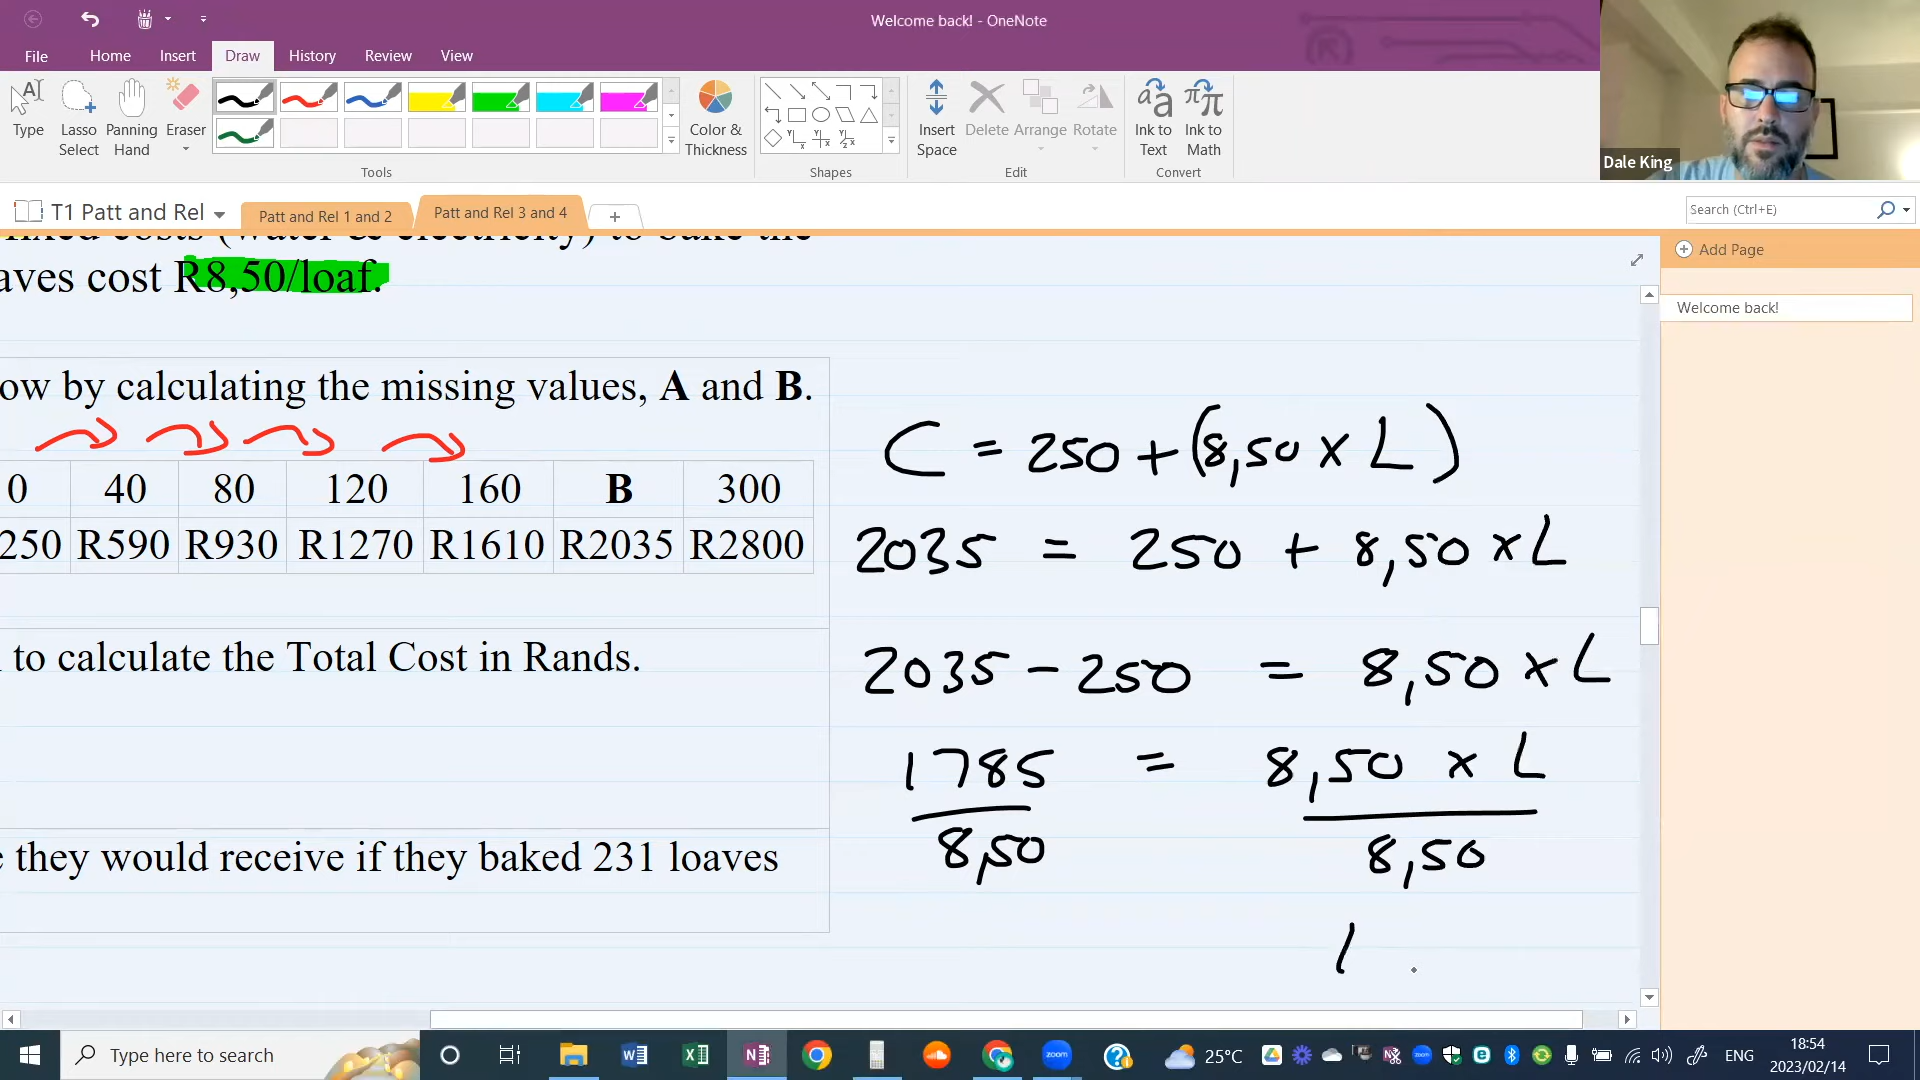 Welcome back! - OneNote
File Home Insert Draw History Review View
Type
Lasso Select
Panning Hand
Eraser
Color & Thickness
Insert Space
Delete
Arrange
Rotate
Ink to Text
Ink to Math
Tools
Shapes
Edit
Convert
Dale King
T1 Patt and Rel
Patt and Rel 1 and 2
Patt and Rel 3 and 4
Search (Ctrl+E)
Add Page
Welcome back!
costs (water & electricity) to bake the
aves cost R8,50/loaf.
ow by calculating the missing values, A and B.
0 40 80 120 160 B 300
250 R590 R930 R1270 R1610 R2035 R2800
to calculate the Total Cost in Rands.
they would receive if they baked 231 loaves
C = 250 + (8,50 x L)
2035 = 250 + 8,50 x L
2035 - 250 = 8,50 x L
1785 = 8,50 x L
8,50 8,50
Type here to search
25°C
ENG
18:54
2023/02/14